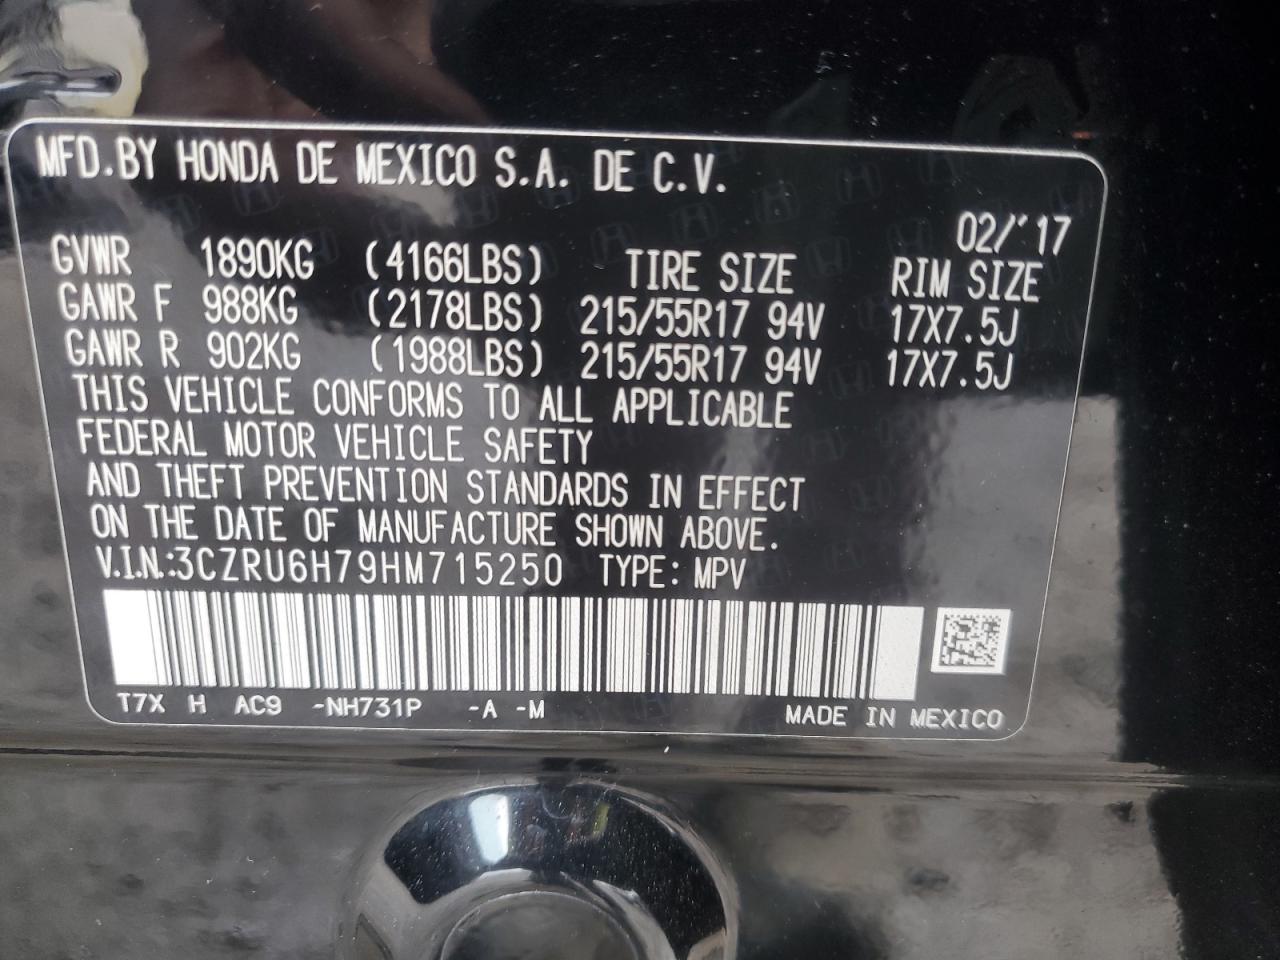 MFD.BY HONDA DE MEXICO S.A. DE C.V.
02/'17
GVWR 1890KG (4166LBS) TIRE SIZE RIM SIZE
GAWR F 988KG (2178LBS) 215/55R17 94V 17X7.5J
GAWR R 902KG (1988LBS) 215/55R17 94V 17X7.5J
THIS VEHICLE CONFORMS TO ALL APPLICABLE
FEDERAL MOTOR VEHICLE SAFETY
AND THEFT PREVENTION STANDARDS IN EFFECT
ON THE DATE OF MANUFACTURE SHOWN ABOVE.
V.I.N.:3CZRU6H79HM715250 TYPE: MPV
T7X H AC9 -NH731P -A -M MADE IN MEXICO